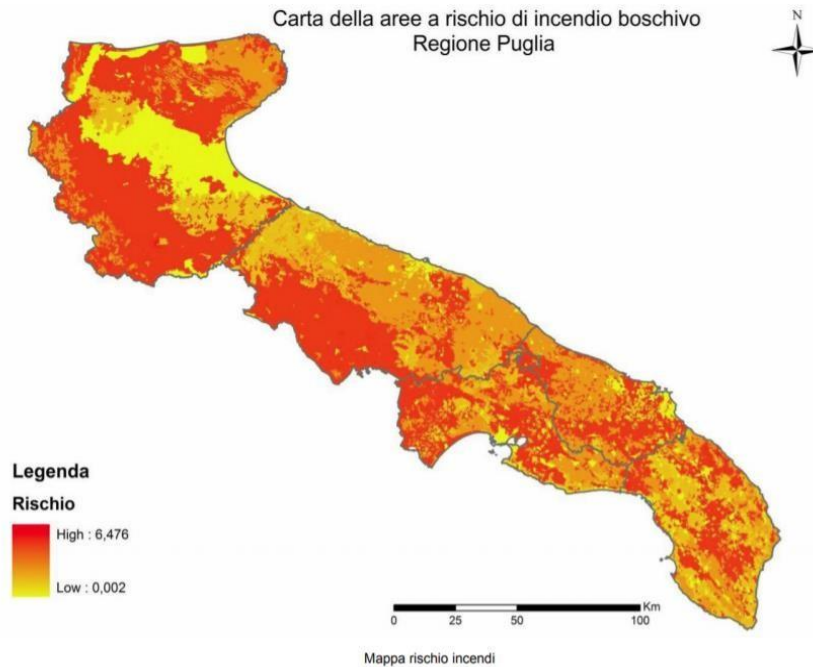 Carta della aree a rischio di incendio boschivo
Regione Puglia
N
Legenda
Rischio
High : 6,476
Low : 0,002
Km
0 25 50 100
Mappa rischio incendi